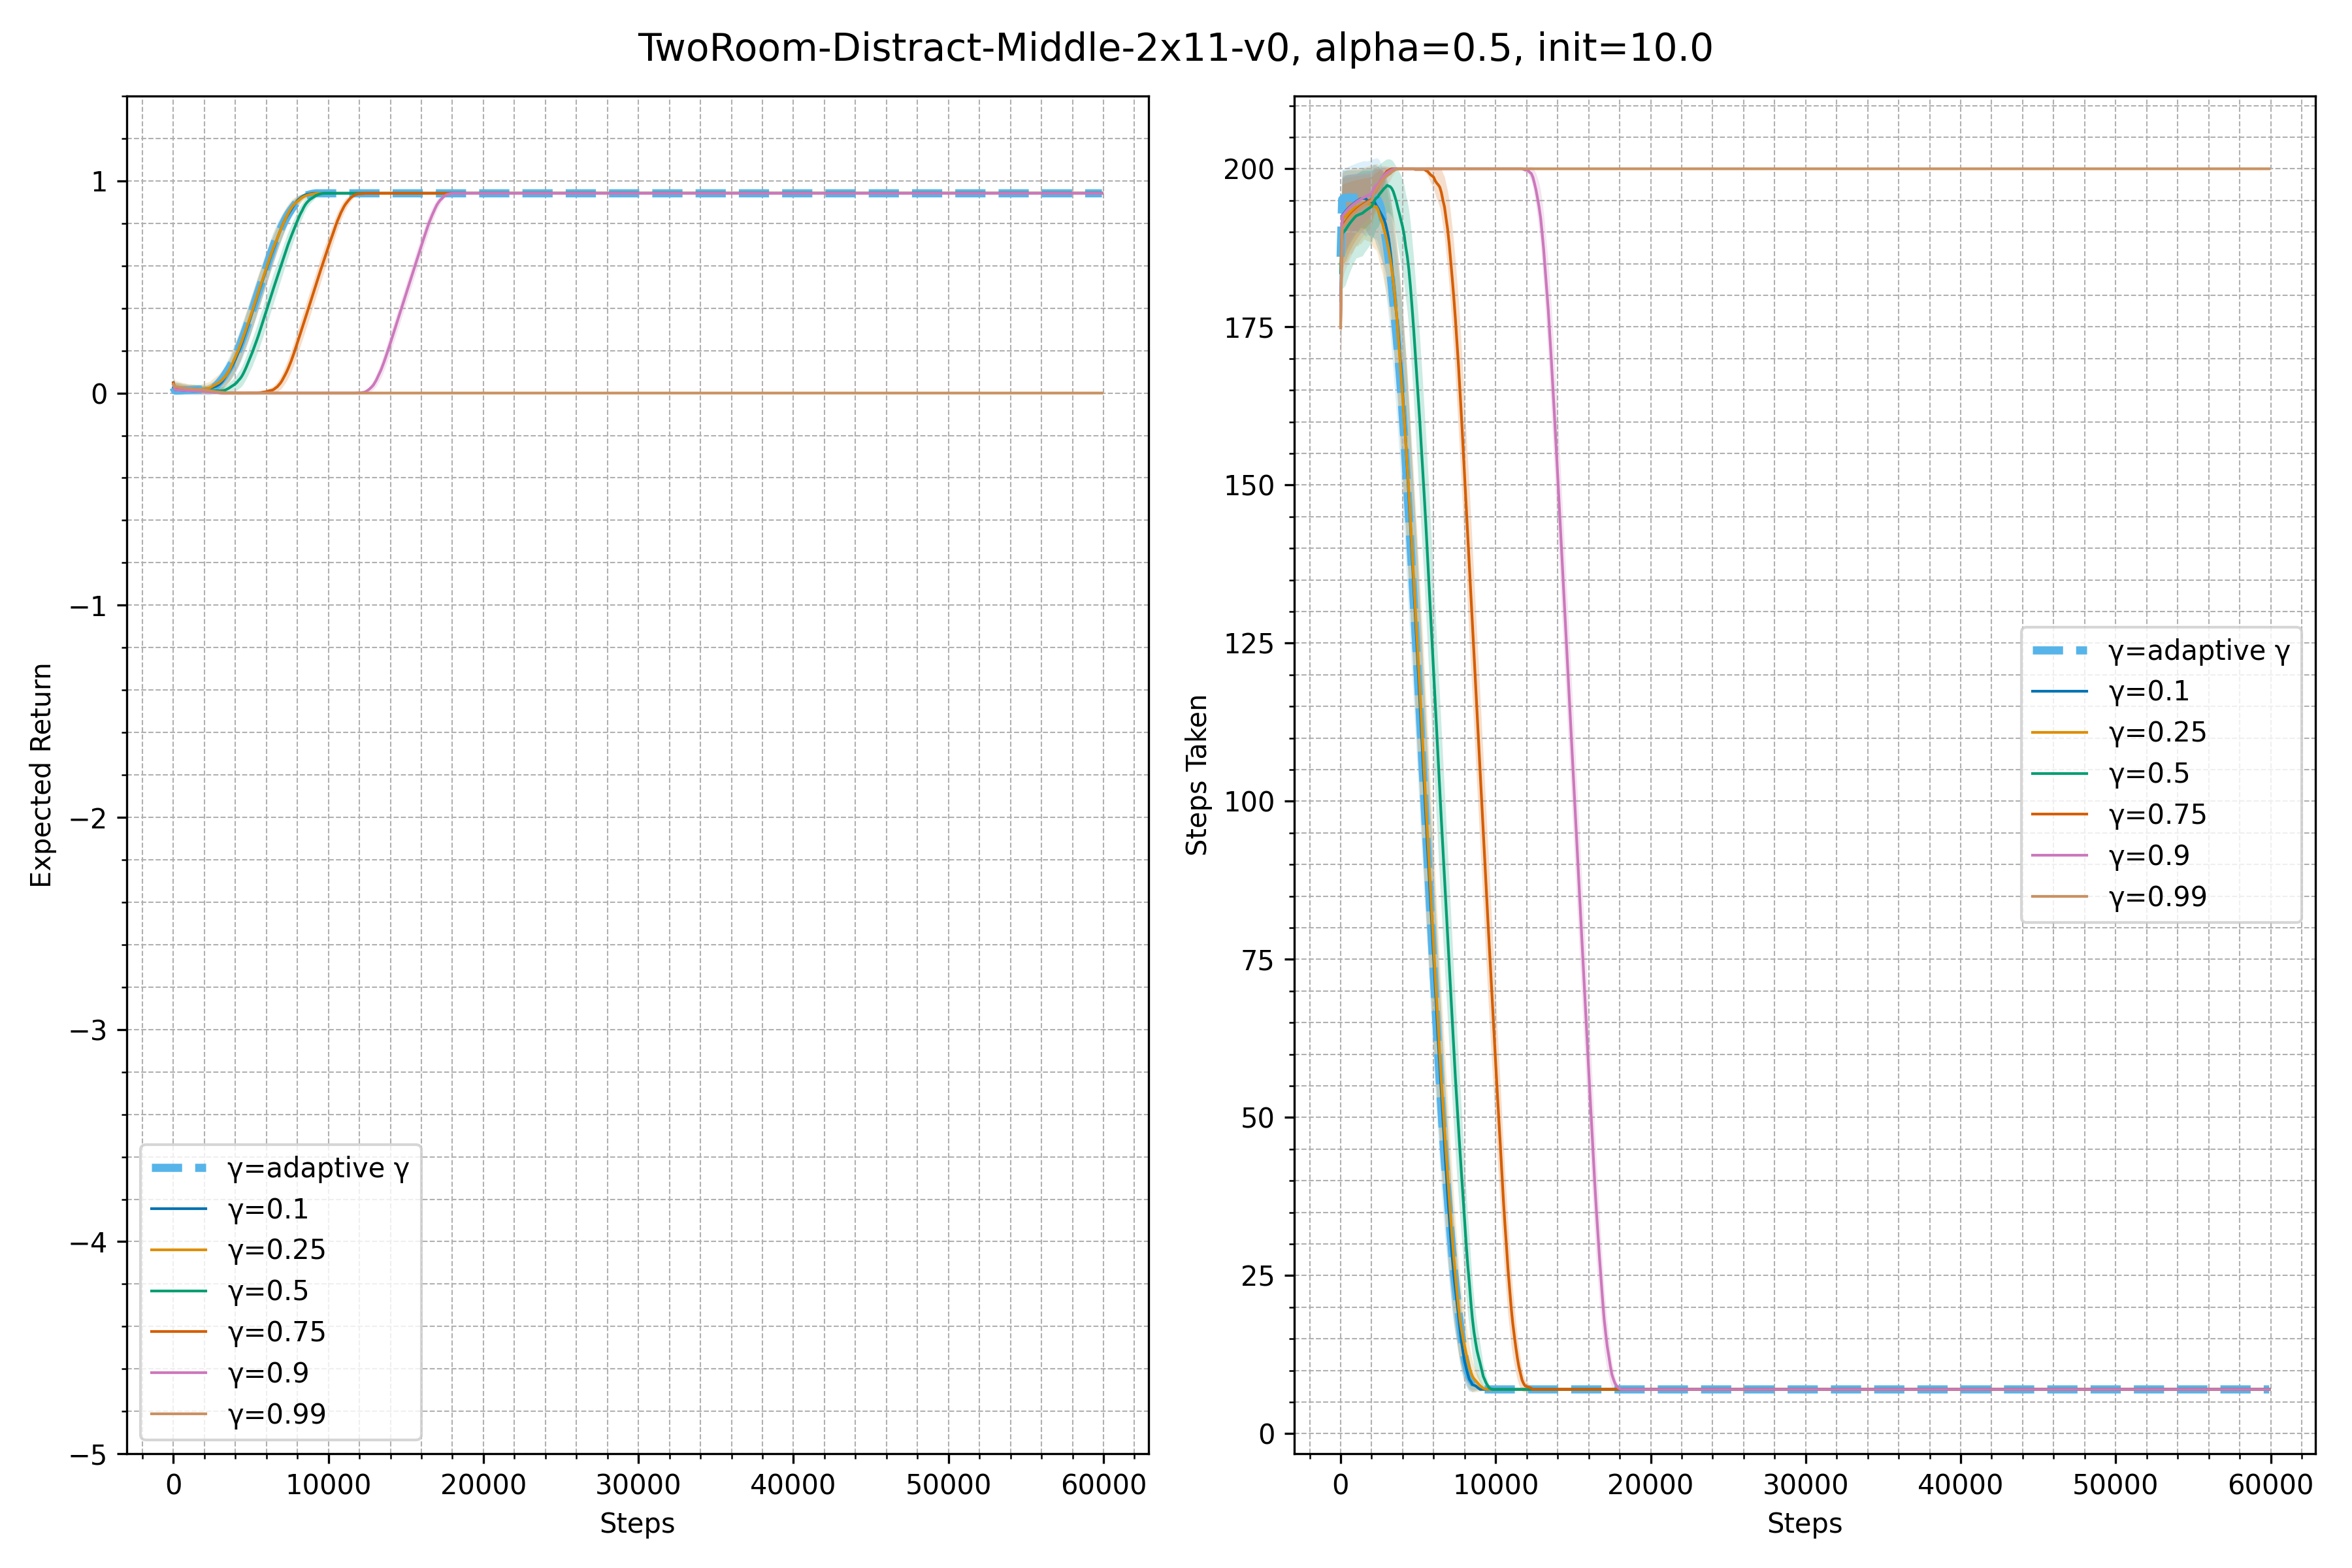 TwoRoom-Distract-Middle-2x11-v0, alpha=0.5, init=10.0
Expected Return
1
0
−1
−2
−3
−4
−5
γ=adaptive γ
γ=0.1
γ=0.25
γ=0.5
γ=0.75
γ=0.9
γ=0.99
0 10000 20000 30000 40000 50000 60000
Steps
Steps Taken
200
175
150
125
100
75
50
25
0
γ=adaptive γ
γ=0.1
γ=0.25
γ=0.5
γ=0.75
γ=0.9
γ=0.99
0 10000 20000 30000 40000 50000 60000
Steps